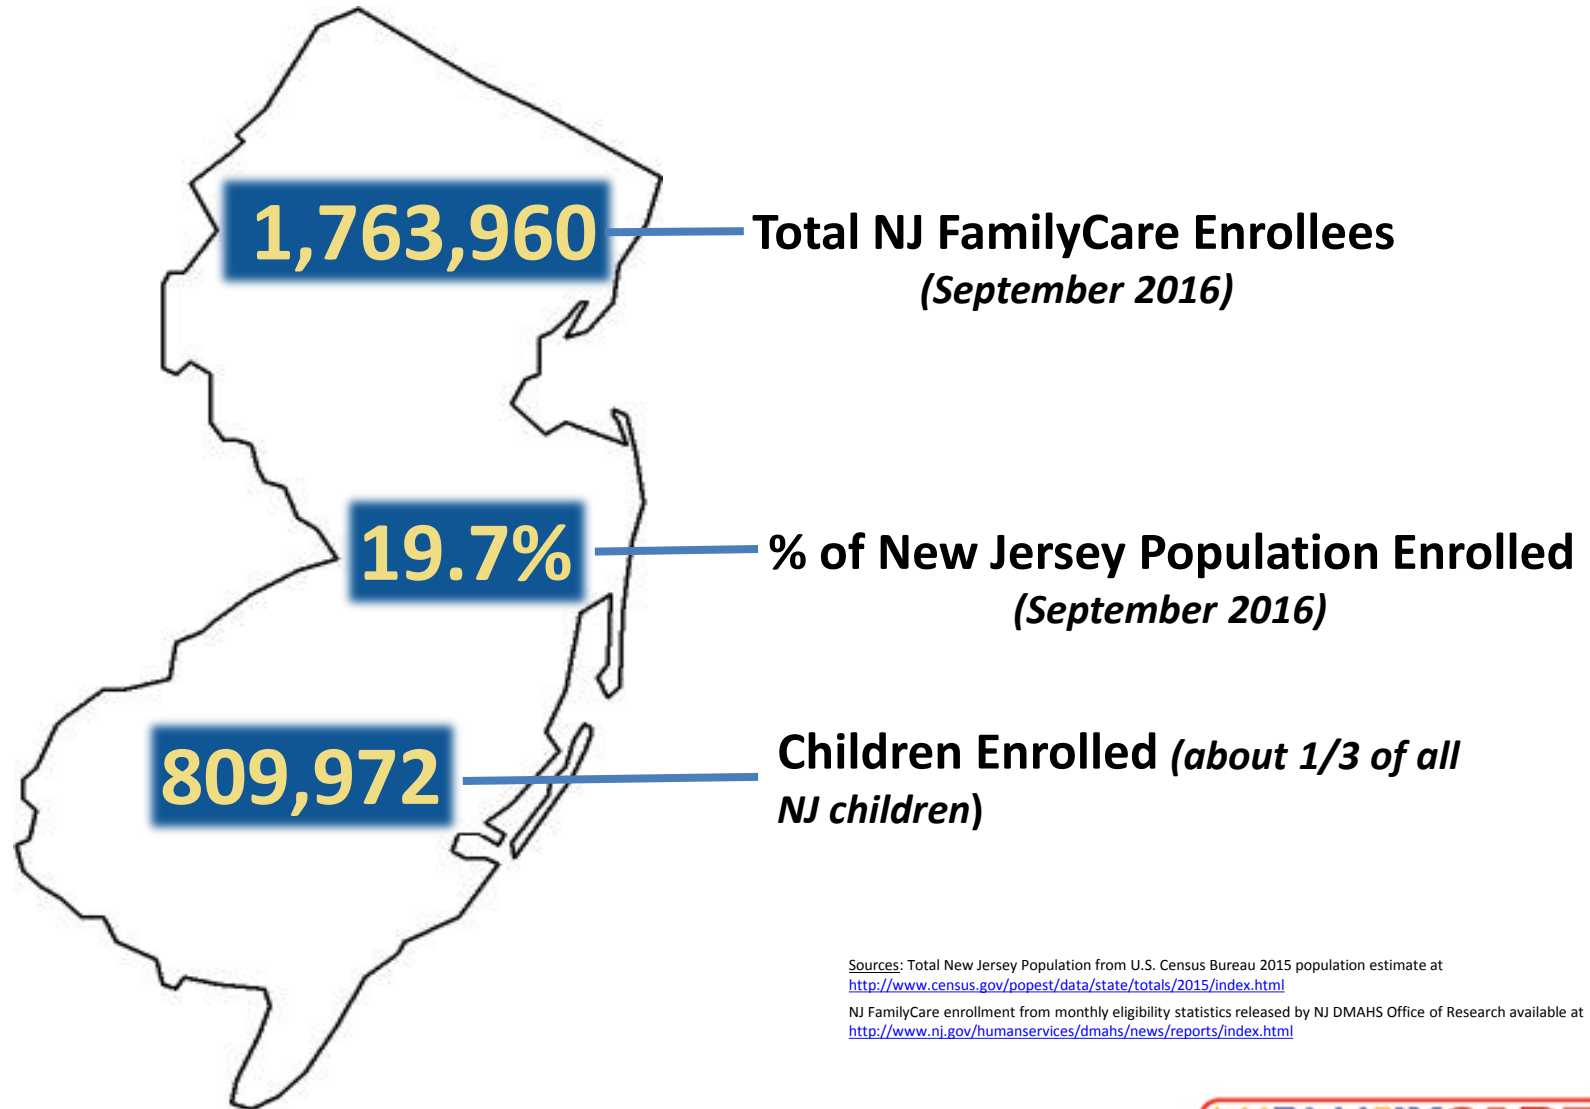 1,763,960
Total NJ FamilyCare Enrollees
(September 2016)
19.7%
% of New Jersey Population Enrolled
(September 2016)
809,972
Children Enrolled (about 1/3 of all
NJ children)
Sources: Total New Jersey Population from U.S. Census Bureau 2015 population estimate at
http://www.census.gov/popest/data/state/totals/2015/index.html
NJ FamilyCare enrollment from monthly eligibility statistics released by NJ DMAHS Office of Research available at
http://www.nj.gov/humanservices/dmahs/news/reports/index.html